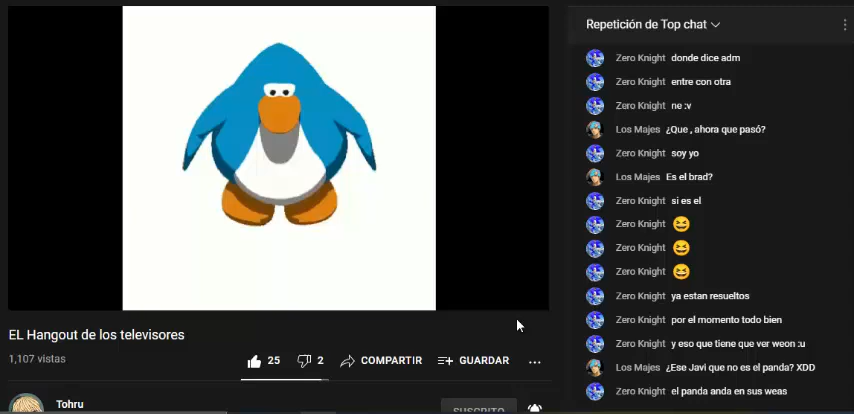 Repetición de Top chat
Zero Knight donde dice adm
Zero Knight entre con otra
Zero Knight ne :v
Los Majes ¿Que , ahora que pasó?
Zero Knight soy yo
Los Majes Es el brad?
Zero Knight si es el
Zero Knight 😆
Zero Knight 😆
Zero Knight 😆
Zero Knight ya estan resueltos
Zero Knight por el momento todo bien
Zero Knight y eso que tiene que ver weon :u
Los Majes ¿Ese Javi que no es el panda? XDD
Zero Knight el panda anda en sus weas
EL Hangout de los televisores
1,107 vistas
25 2 COMPARTIR GUARDAR
Tohru
SUSCRITO